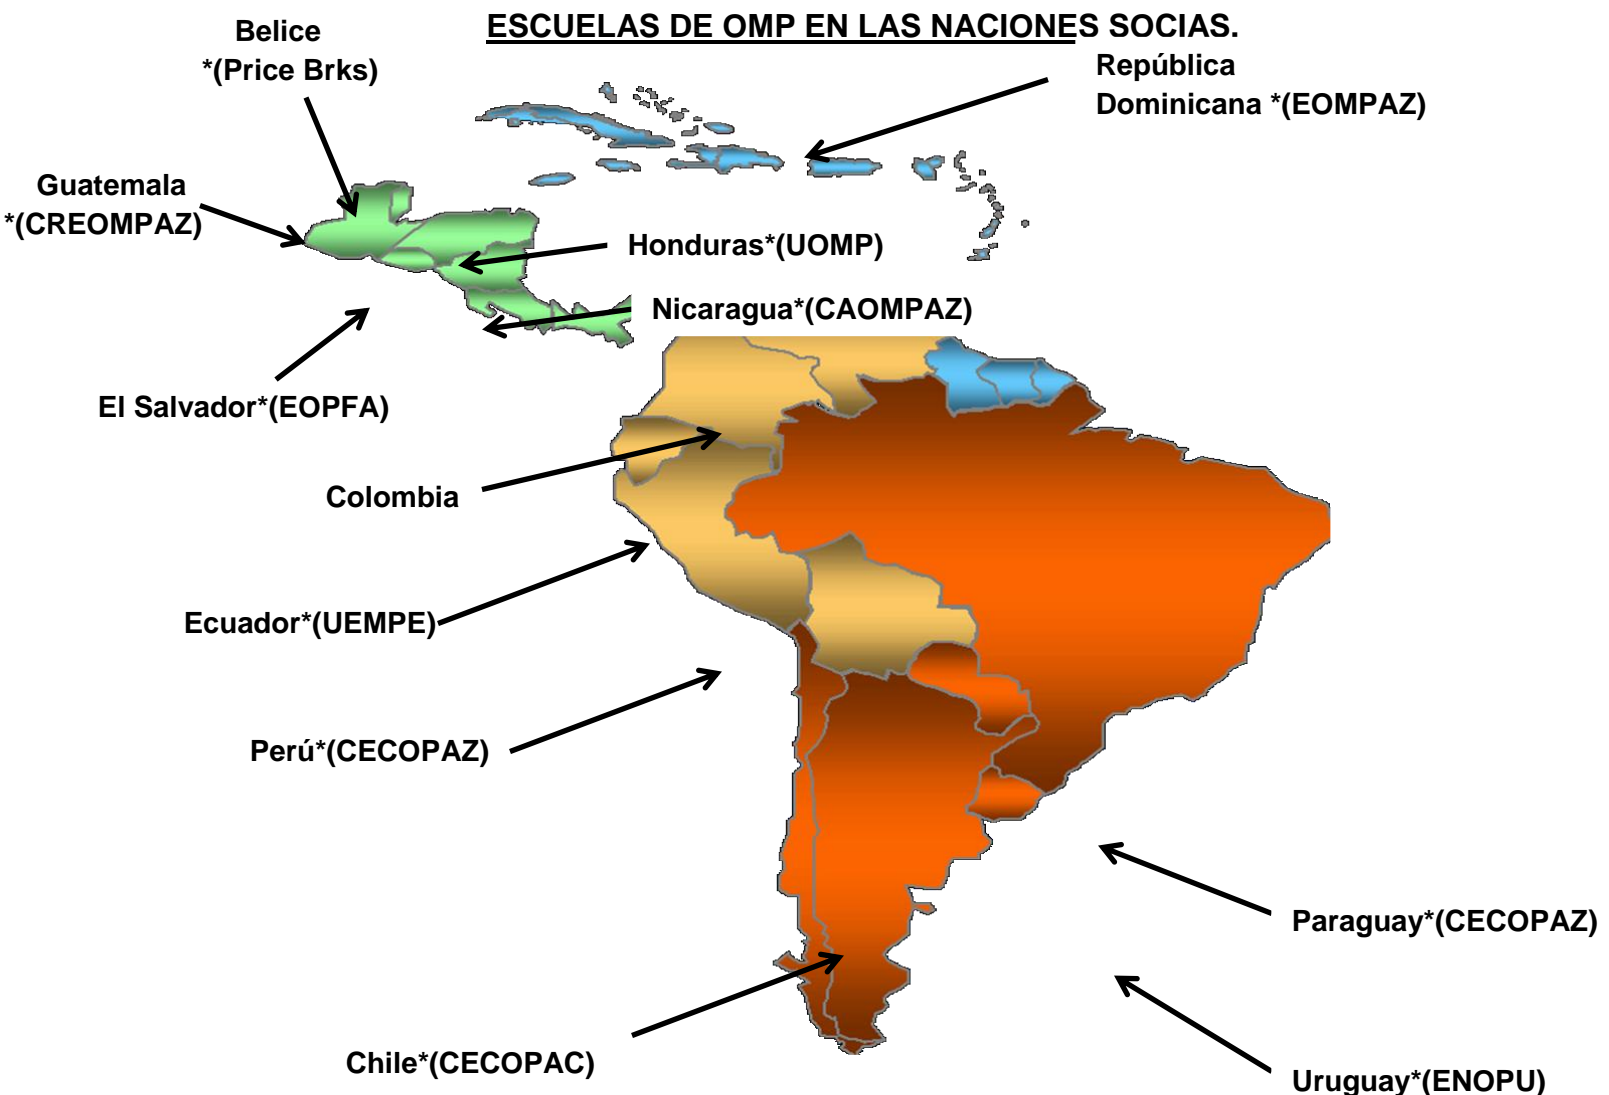 ESCUELAS DE OMP EN LAS NACIONES SOCIAS.
Belice
*(Price Brks)
República
Dominicana *(EOMPAZ)
Guatemala
*(CREOMPAZ)
Honduras*(UOMP)
Nicaragua*(CAOMPAZ)
El Salvador*(EOPFA)
Colombia
Ecuador*(UEMPE)
Perú*(CECOPAZ)
Paraguay*(CECOPAZ)
Chile*(CECOPAC)
Uruguay*(ENOPU)